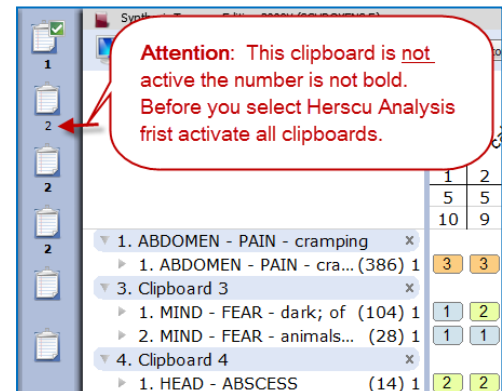 1
2
2
2
Attention: This clipboard is not
active the number is not bold.
Before you select Herscu Analysis
frist activate all clipboards.
1 2
5 5
10 9
1. ABDOMEN - PAIN - cramping x
1. ABDOMEN - PAIN - cra... (386) 1 3 3
3. Clipboard 3 x
1. MIND - FEAR - dark; of (104) 1 1 2
2. MIND - FEAR - animals... (28) 1 1 1
4. Clipboard 4 x
1. HEAD - ABSCESS (14) 1 2 2